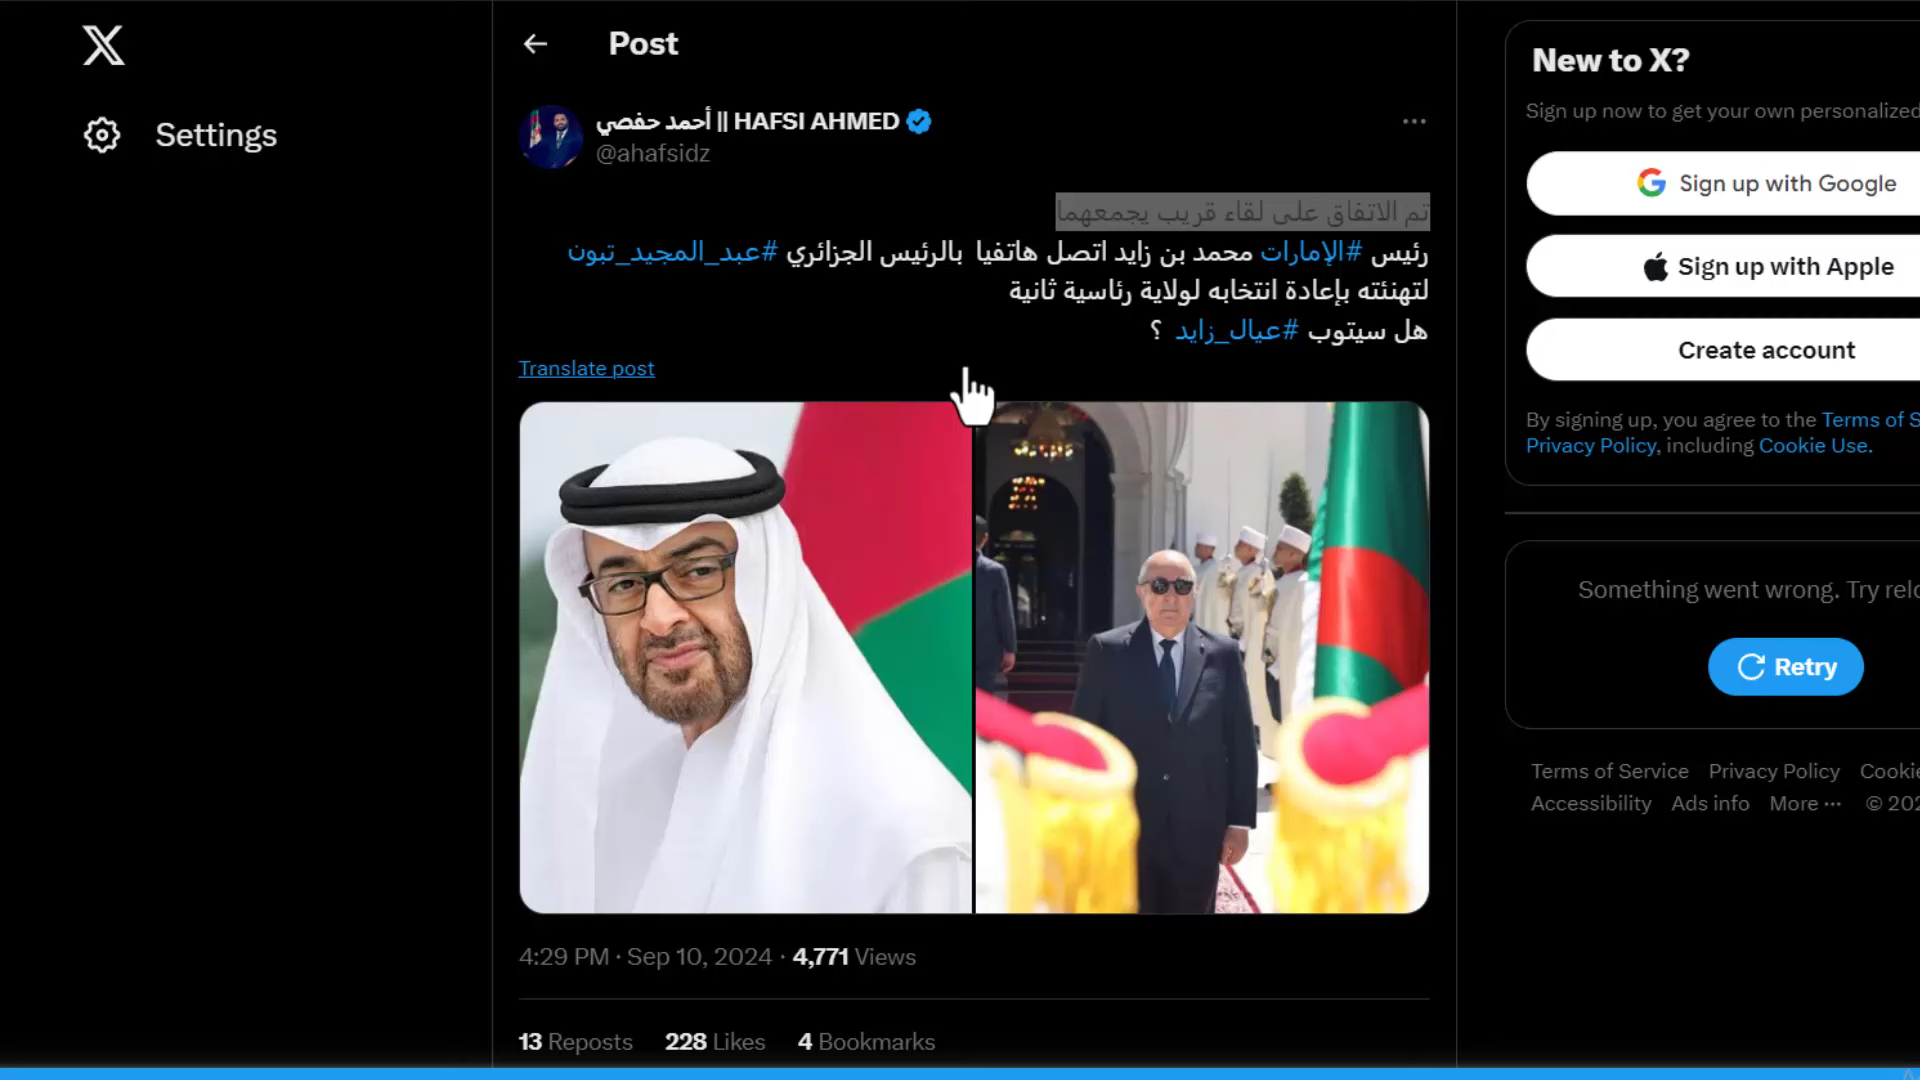 Settings
Post
أحمد حفصي || HAFSI AHMED
@ahafsidz
تم الاتفاق على لقاء قريب يجمعهما
رئيس #الإمارات محمد بن زايد اتصل هاتفيا بالرئيس الجزائري #عبد_المجيد_تبون
لتهنئته بإعادة انتخابه لولاية رئاسية ثانية
هل سيتوب #عيال_زايد ؟
Translate post
4:29 PM · Sep 10, 2024 · 4,771 Views
13 Reposts 228 Likes 4 Bookmarks
New to X?
Sign up now to get your own personalized
Sign up with Google
Sign up with Apple
Create account
By signing up, you agree to the Terms of S
Privacy Policy, including Cookie Use.
Something went wrong. Try relo
Retry
Terms of Service Privacy Policy Cookie
Accessibility Ads info More ··· © 202